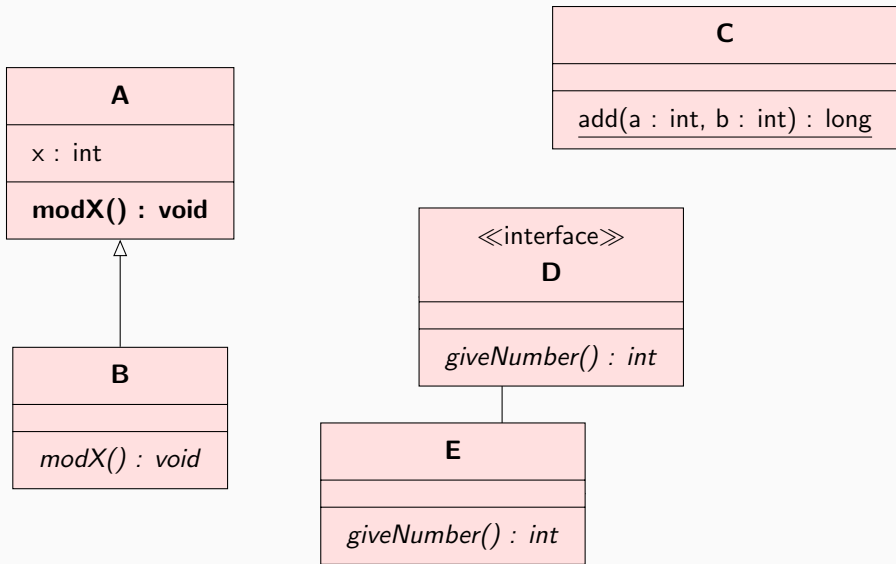 A
x : int
modX() : void
B
modX() : void
C
add(a : int, b : int) : long
≪interface≫
D
giveNumber() : int
E
giveNumber() : int